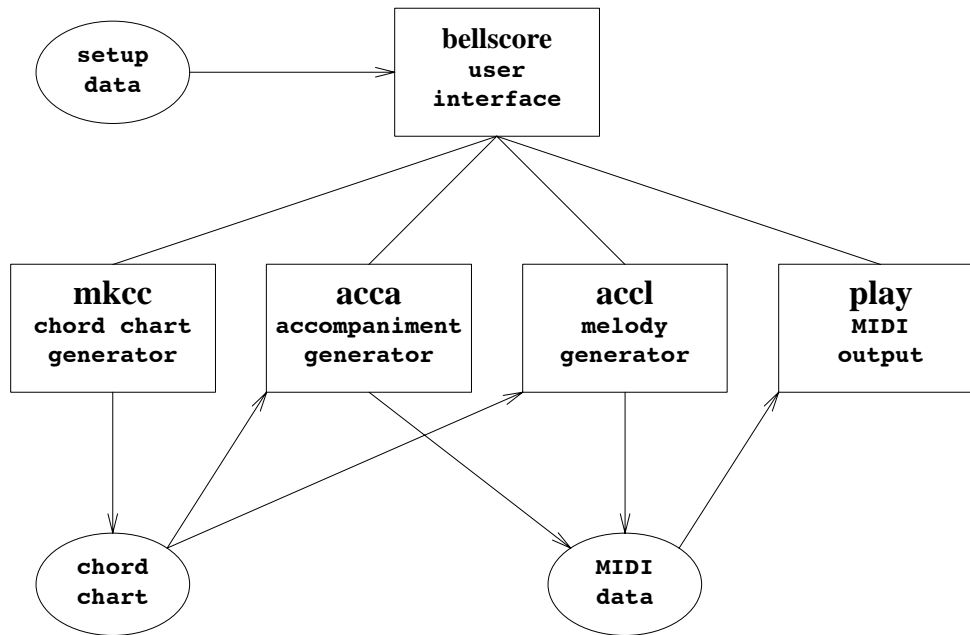 setup
data
bellscore
user
interface
mkcc
chord chart
generator
acca
accompaniment
generator
accl
melody
generator
play
MIDI
output
chord
chart
MIDI
data